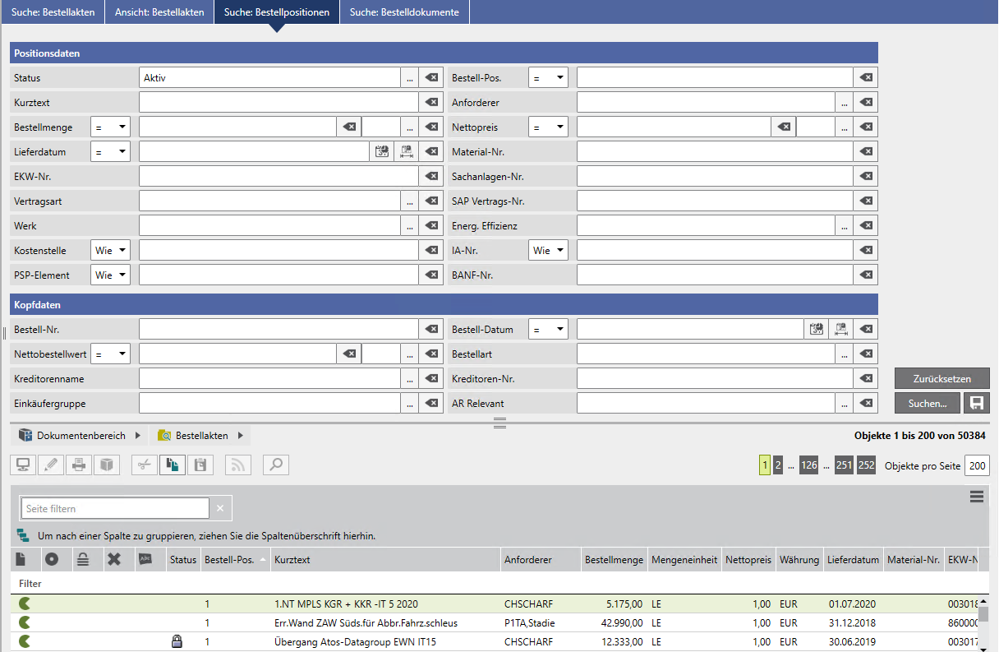 Suche: Bestellakten Ansicht: Bestellakten Suche: Bestellpositionen Suche: Bestelldokumente
Positionsdaten
Status Aktiv ... Bestell-Pos. =
Kurztext Anforderer ...
Bestellmenge = ... Nettopreis = ...
Lieferdatum = Material-Nr.
EKW-Nr. Sachanlagen-Nr.
Vertragsart ... SAP Vertrags-Nr.
Werk ... Energ. Effizienz ...
Kostenstelle Wie IA-Nr. Wie
PSP-Element Wie BANF-Nr.
Kopfdaten
Bestell-Nr. Bestell-Datum =
Nettobestellwert = ... Bestellart ...
Kreditorenname ... Kreditoren-Nr. Zurücksetzen
Einkäufergruppe ... AR Relevant ... Suchen...
Dokumentenbereich Bestellakten Objekte 1 bis 200 von 50384
1 2 ... 126 ... 251 252 Objekte pro Seite 200
Seite filtern
Um nach einer Spalte zu gruppieren, ziehen Sie die Spaltenüberschrift hierhin.
Abc Status Bestell-Pos. Kurztext Anforderer Bestellmenge Mengeneinheit Nettopreis Währung Lieferdatum Material-Nr. EKW-N
Filter
1 1.NT MPLS KGR + KKR -IT 5 2020 CHSCHARF 5.175,00 LE 1,00 EUR 01.07.2020 003018
1 Err.Wand ZAW Süds.für Abbr.Fahrz.schleus P1TA,Stadie 42.990,00 LE 1,00 EUR 31.12.2018 860000
1 Übergang Atos-Datagroup EWN IT15 CHSCHARF 12.333,00 LE 1,00 EUR 30.06.2019 003017